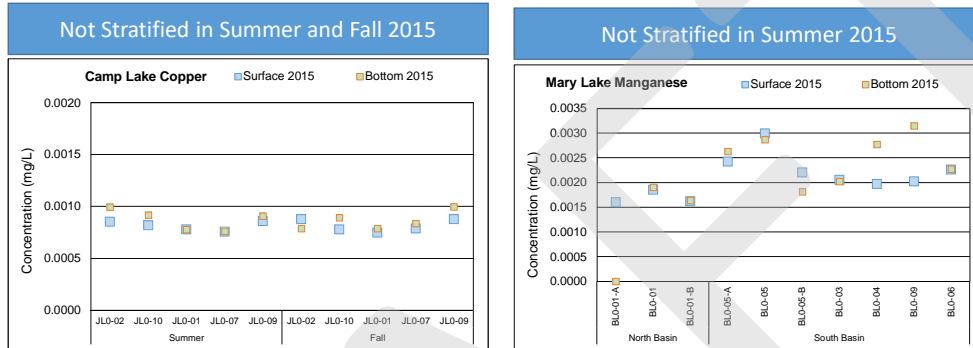 Not Stratified in Summer and Fall 2015
Camp Lake Copper
Surface 2015
Bottom 2015
Concentration (mg/L)
0.0020
0.0015
0.0010
0.0005
0.0000
JL0-02 JL0-10 JL0-01 JL0-07 JL0-09 JL0-02 JL0-10 JL0-01 JL0-07 JL0-09
Summer Fall
Not Stratified in Summer 2015
Mary Lake Manganese
Surface 2015
Bottom 2015
Concentration (mg/L)
0.0035
0.0030
0.0025
0.0020
0.0015
0.0010
0.0005
0.0000
BL0-01-A BL0-01 BL0-01-B BL0-05-A BL0-05 BL0-05-B BL0-03 BL0-04 BL0-09 BL0-06
North Basin South Basin